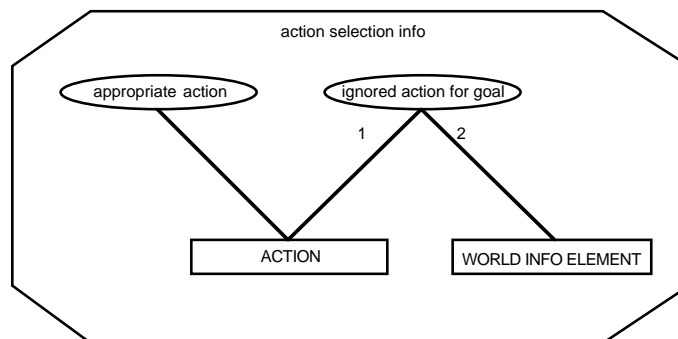 action selection info
appropriate action
ignored action for goal
1
2
ACTION
WORLD INFO ELEMENT